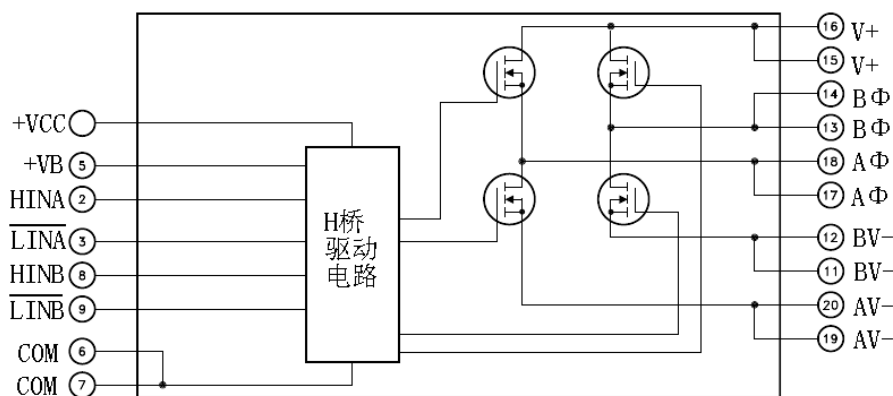 +VCC
+VB 5
HINA 2
LINA 3
HINB 8
LINB 9
COM 6
COM 7
H桥
驱动
电路
16 V+
15 V+
14 BΦ
13 BΦ
18 AΦ
17 AΦ
12 BV-
11 BV-
20 AV-
19 AV-